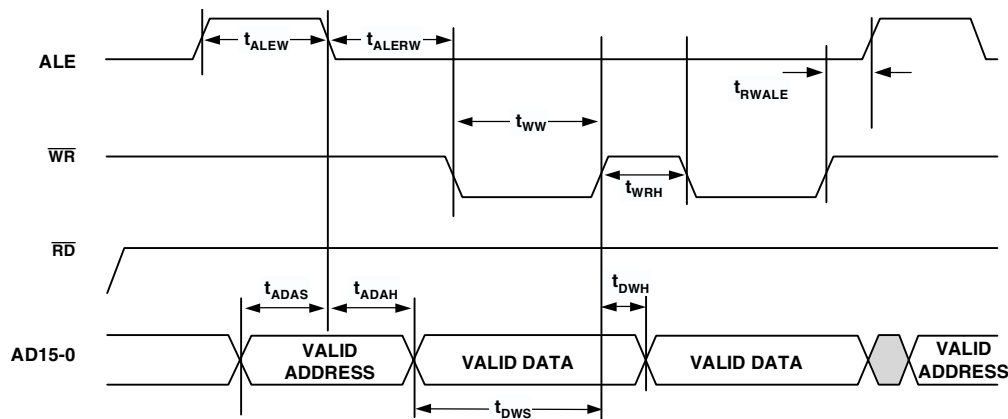 ALE
tALEW
tALERW
tRWALE
tWW
WR
tWRH
RD
tADAS
tADAH
tDWH
AD15-0
VALID
ADDRESS
VALID DATA
VALID DATA
VALID
ADDRESS
tDWS